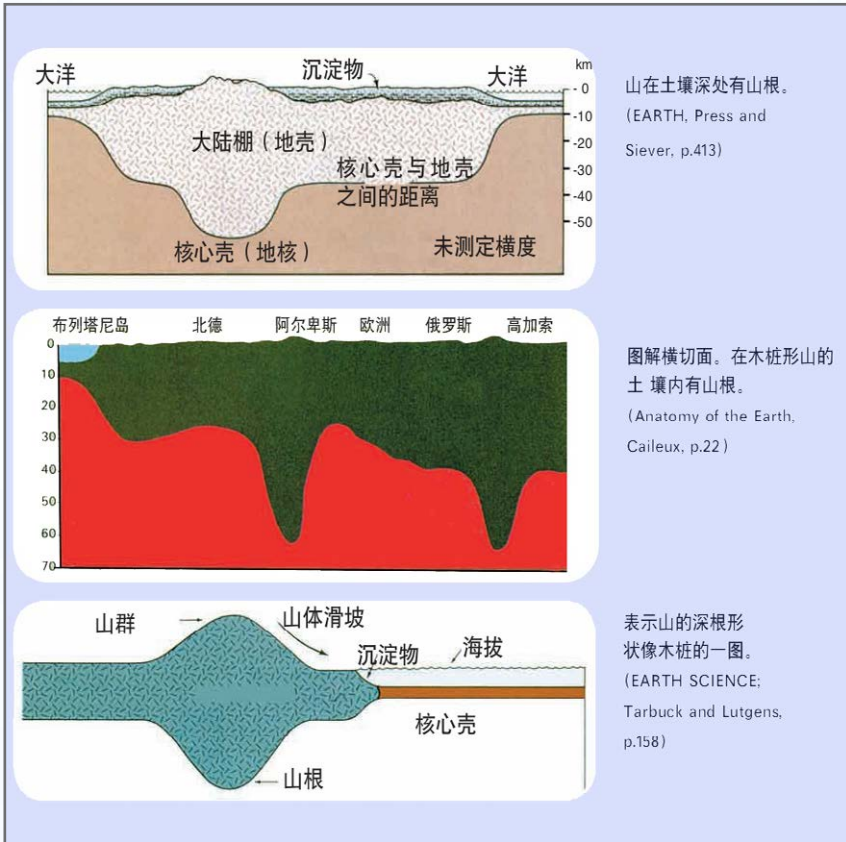 大洋
沉淀物
大洋
km
- 0
-10
-20
-30
-40
-50
大陆棚（地壳）
核心壳与地壳
之间的距离
核心壳（地核）
未测定横度
山在土壤深处有山根。
(EARTH, Press and
Siever, p.413)
布列塔尼岛 北德 阿尔卑斯 欧洲 俄罗斯 高加索
0
10
20
30
40
50
60
70
图解横切面。在木桩形山的
土 壤内有山根。
(Anatomy of the Earth,
Caileux, p.22 )
山群
山体滑坡
沉淀物
海拔
核心壳
山根
表示山的深根形
状像木桩的一图。
(EARTH SCIENCE;
Tarbuck and Lutgens,
p.158)